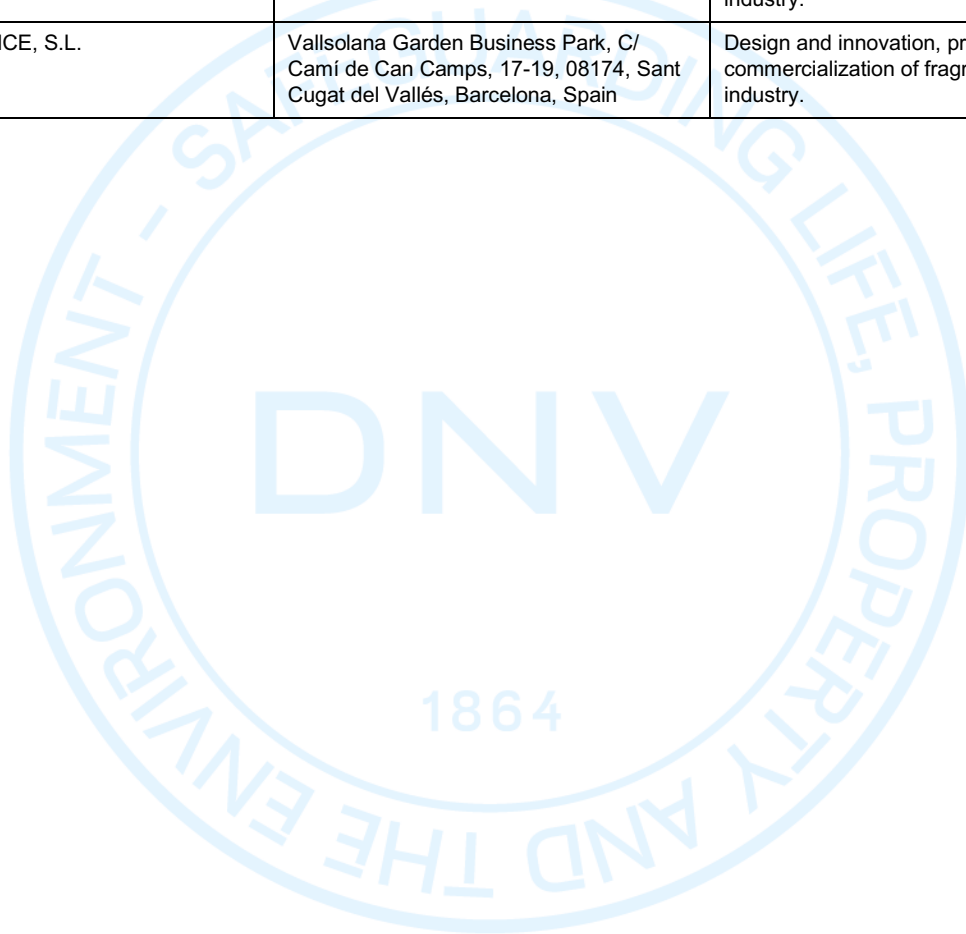 industry.
ICE, S.L.
Vallsolana Garden Business Park, C/
Camí de Can Camps, 17-19, 08174, Sant
Cugat del Vallés, Barcelona, Spain
Design and innovation, pr
commercialization of fragr
industry.
SAFEGUARDING LIFE, PROPERTY AND THE ENVIRONMENT -
DNV
1864